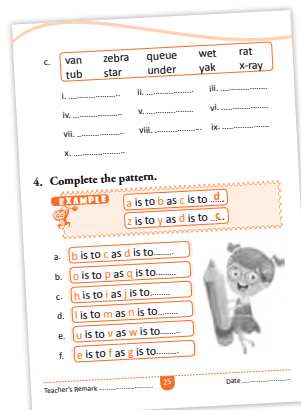 c. van zebra queue wet rat
tub star under yak x-ray
i. ..................... ii. ..................... iii. .....................
iv. ..................... v. ..................... vi. .....................
vii. ..................... viii. ..................... ix. .....................
x. .....................
4. Complete the pattern.
EXAMPLE
a is to b as c is to ..d..
z is to y as d is to ..c..
a. b is to c as d is to........
b. o is to p as q is to........
c. h is to i as j is to........
d. l is to m as n is to........
e. u is to v as w is to........
f. e is to f as g is to........
Teacher's Remark ........................ 25 Date .....................